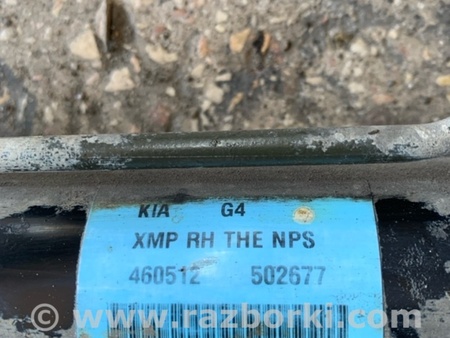 KIA G4
XMP RH THE NPS
460512 502677
www.razborki.com